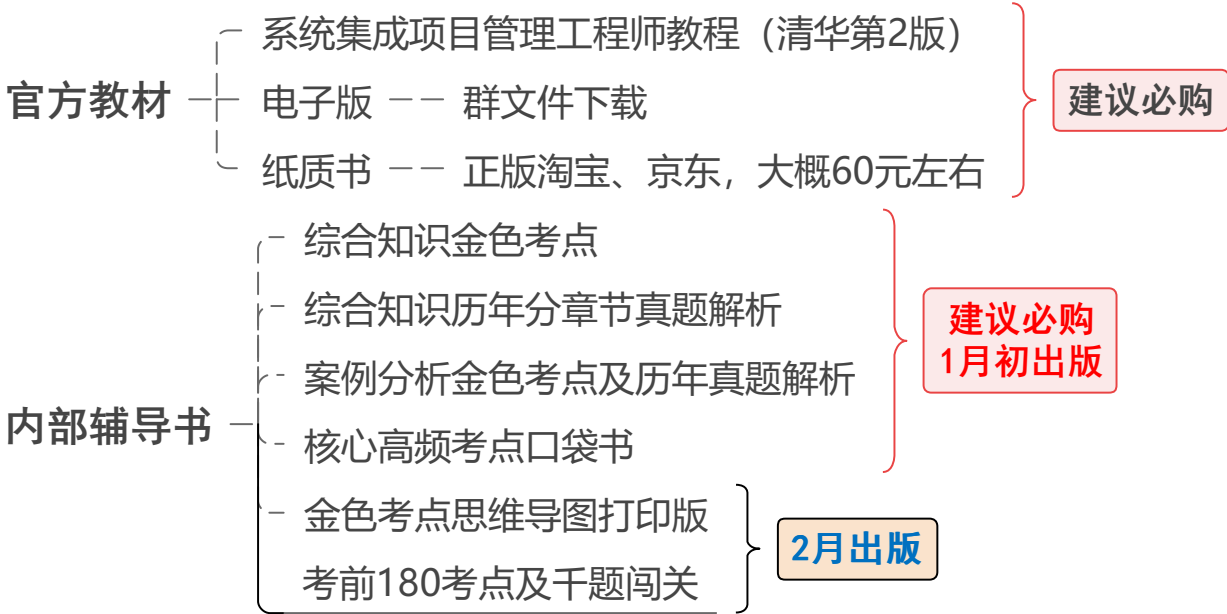 官方教材
系统集成项目管理工程师教程（清华第2版）
电子版
群文件下载
纸质书
正版淘宝、京东，大概60元左右
建议必购
内部辅导书
综合知识金色考点
综合知识历年分章节真题解析
案例分析金色考点及历年真题解析
核心高频考点口袋书
建议必购
1月初出版
金色考点思维导图打印版
考前180考点及千题闯关
2月出版